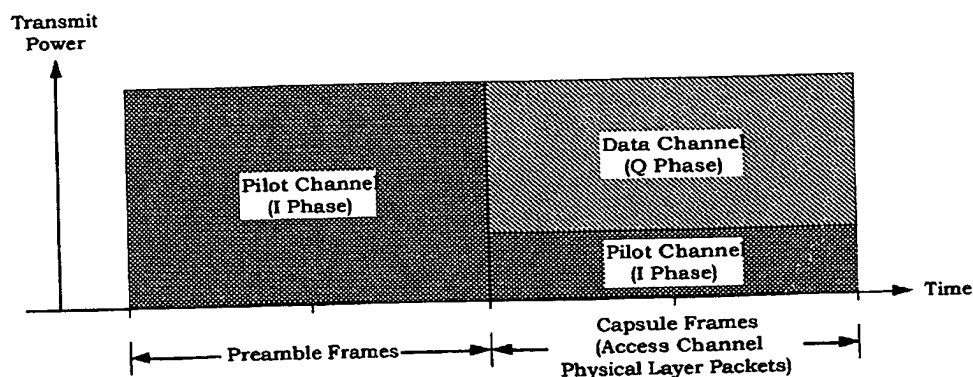 Transmit
Power
Data Channel
(Q Phase)
Pilot Channel
(I Phase)
Pilot Channel
(I Phase)
Time
Preamble Frames
Capsule Frames
(Access Channel
Physical Layer Packets)